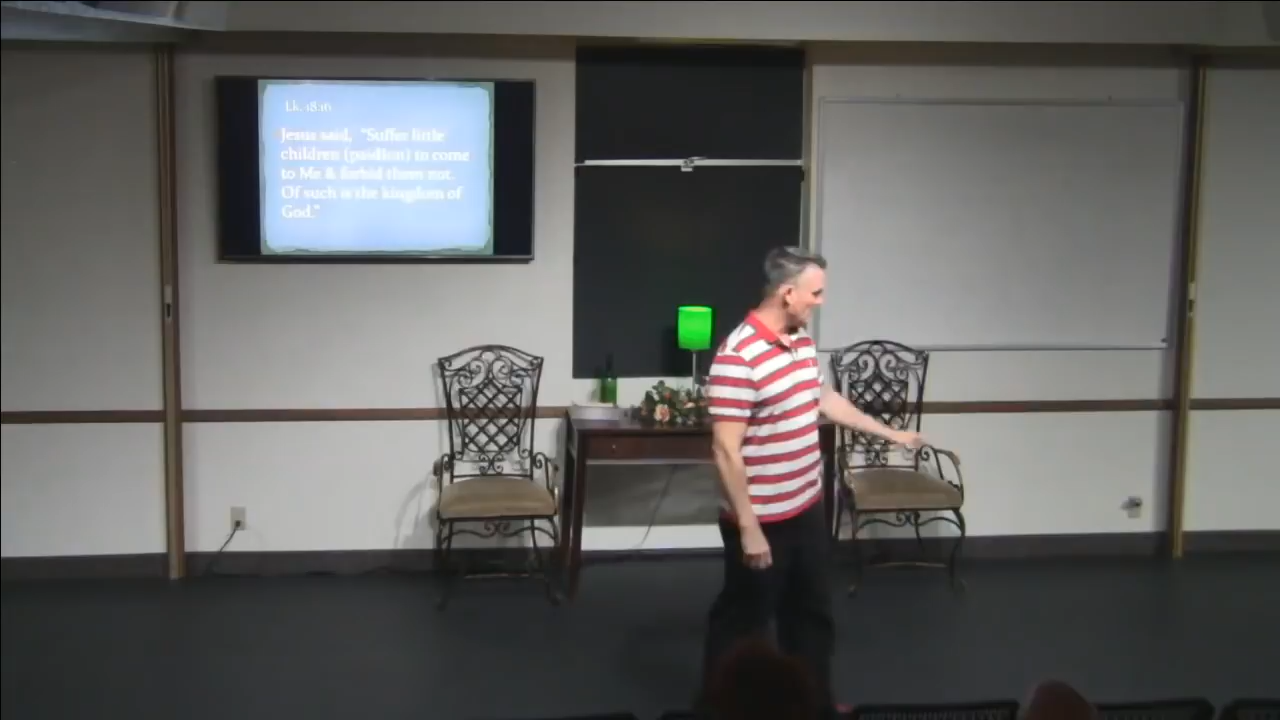 Lk. 18:16
Jesus said, "Suffer little
children (paidion) to come
to Me & forbid them not.
Of such is the kingdom of
God."